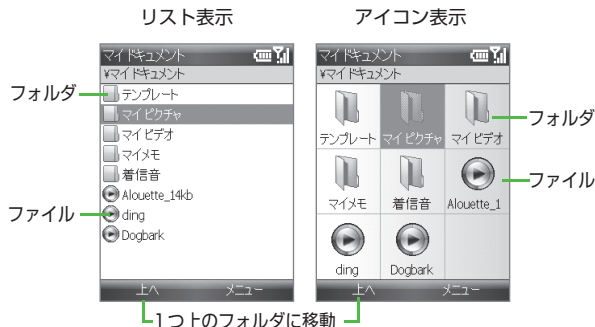 リスト表示
アイコン表示
マイ ドキュメント
¥マイ ドキュメント
フォルダ
テンプレート
マイ ピクチャ
マイ ビデオ
マイメモ
着信音
Alouette_14kb
ファイル
ding
Dogbark
上へ
メニュー
マイ ドキュメント
¥マイ ドキュメント
テンプレート マイ ピクチャ マイ ビデオ
フォルダ
マイメモ 着信音 Alouette_1
ファイル
ding Dogbark
上へ
メニュー
1つ上のフォルダに移動